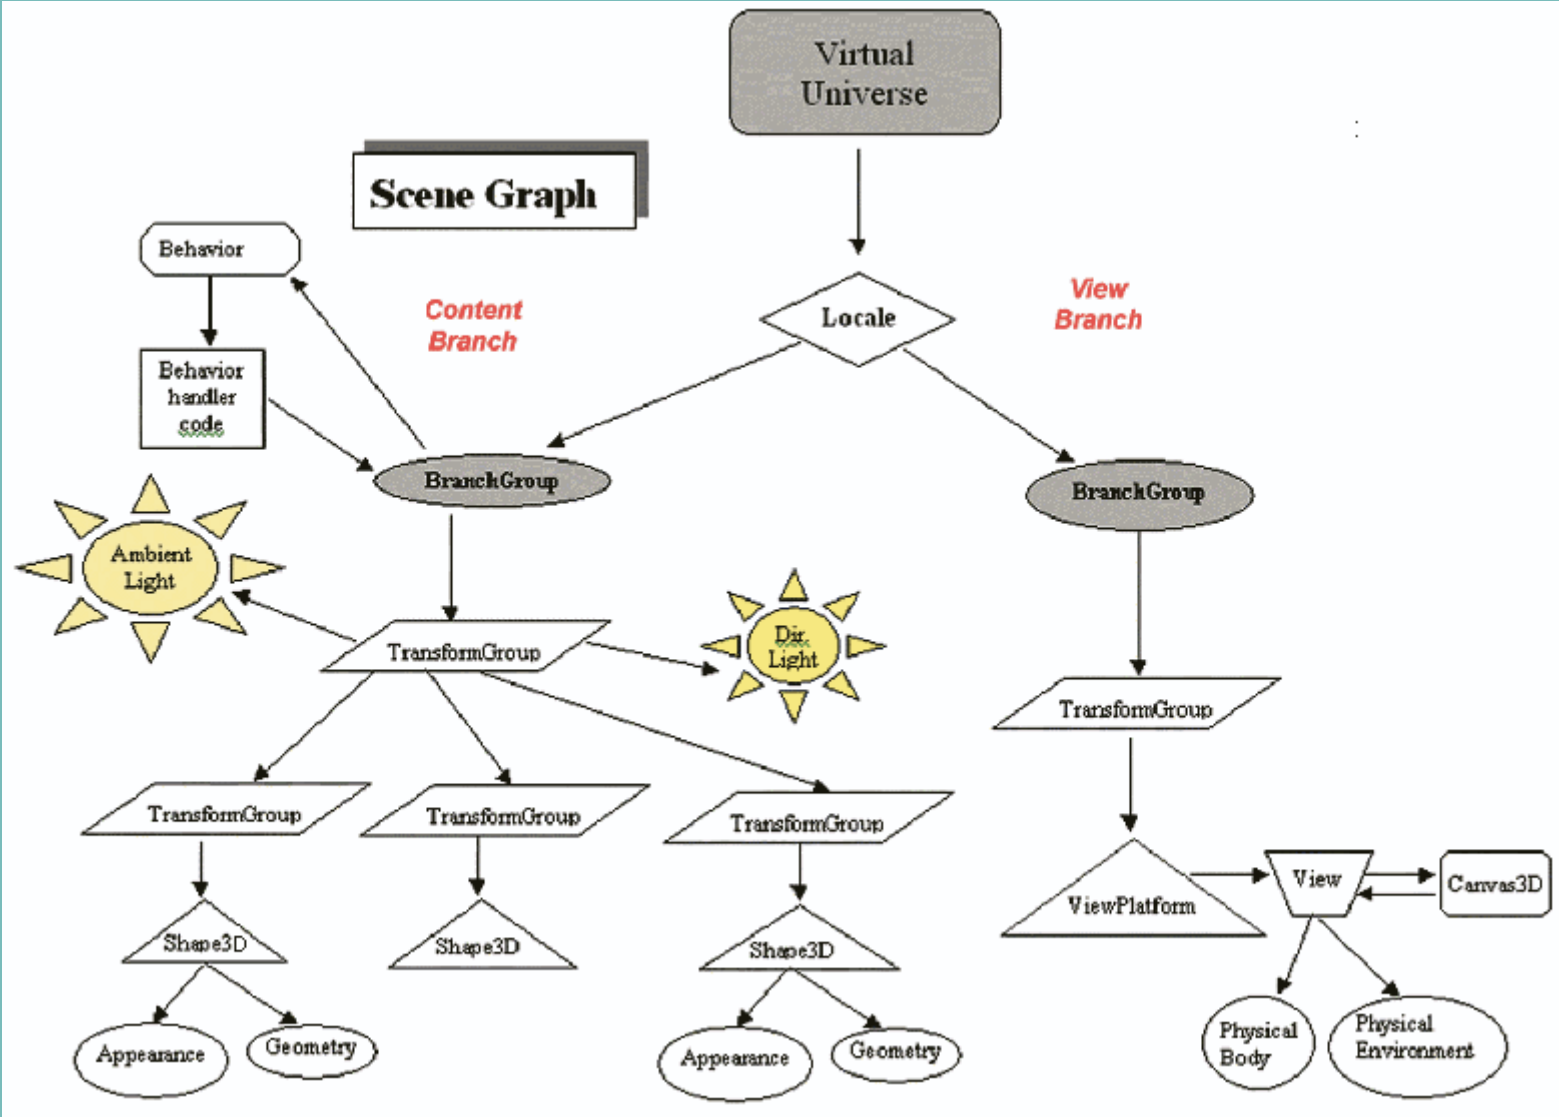 Virtual
Universe
Scene Graph
Behavior
Content
Branch
View
Branch
Locale
Behavior
handler
code
BranchGroup
BranchGroup
Ambient
Light
Dir.
Light
TransformGroup
TransformGroup
TransformGroup
TransformGroup
TransformGroup
View
Canvas3D
ViewPlatform
Shape3D
Shape3D
Shape3D
Appearance
Geometry
Appearance
Geometry
Physical
Body
Physical
Environment
: